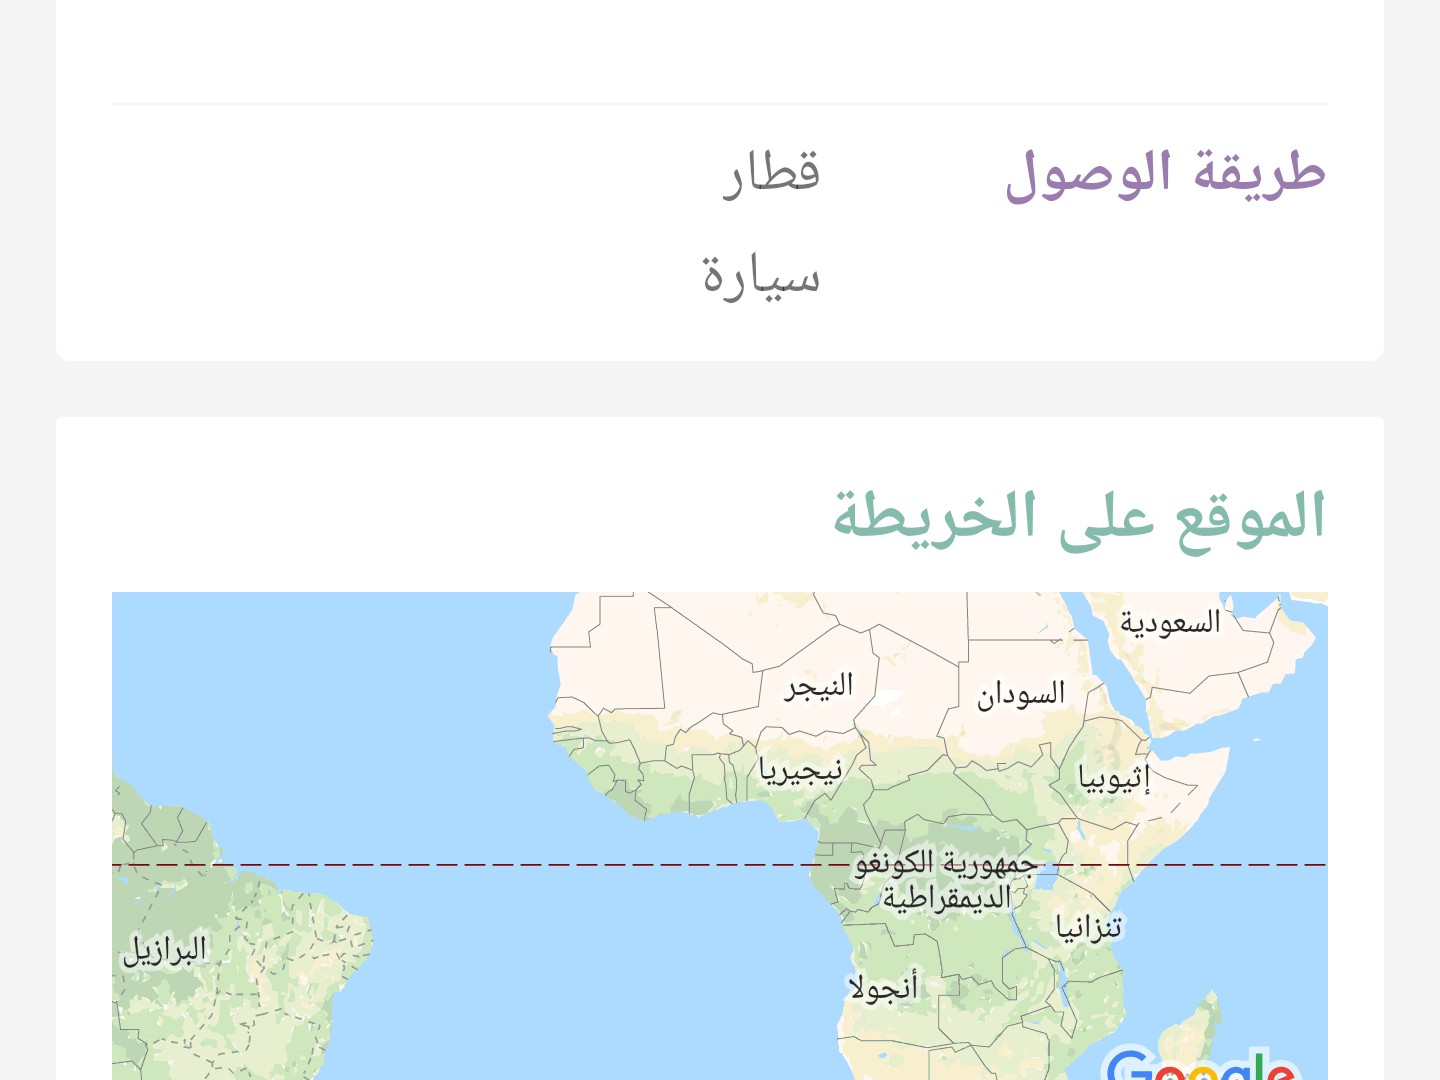 طريقة الوصول
قطار
سيارة
الموقع على الخريطة
السعودية
النيجر
السودان
نيجيريا
إثيوبيا
جمهورية الكونغو
الديمقراطية
تنزانيا
البرازيل
أنجولا
Google